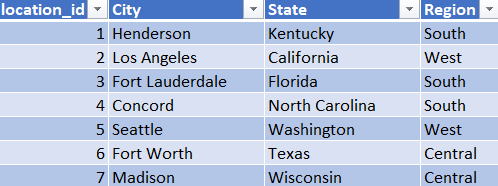 location_id City State Region
1 Henderson Kentucky South
2 Los Angeles California West
3 Fort Lauderdale Florida South
4 Concord North Carolina South
5 Seattle Washington West
6 Fort Worth Texas Central
7 Madison Wisconsin Central